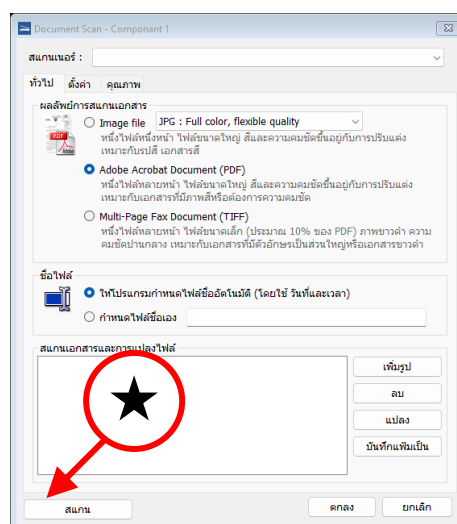 Document Scan - Componant 1
สแกนเนอร์ :
ทั่วไป ตั้งค่า คุณภาพ
ผลลัพย์การสแกนเอกสาร
Image file JPG : Full color, flexible quality
หนึ่งไฟล์หนึ่งหน้า ไฟล์ขนาดใหญ่ สีและความคมชัดขึ้นอยู่กับการปรับแต่ง
เหมาะกับรปสี เอกสารสี
PDF
Adobe
Adobe Acrobat Document (PDF)
หนึ่งไฟล์หลายหน้า ไฟล์ขนาดใหญ่ สีและความคมชัดขึ้นอยู่กับการปรับแต่ง
เหมาะกับเอกสารที่มีภาพสีหรือต้องการความคมชัด
Multi-Page Fax Document (TIFF)
หนึ่งไฟล์หลายหน้า ไฟล์ขนาดเล็ก (ประมาณ 10% ของ PDF) ภาพขาวดำ ความ
คมชัดปานกลาง เหมาะกับเอกสารที่มีตัวอักษรเป็นส่วนใหญ่หรือเอกสารขาวดำ
ชื่อไฟล์
ให้โปรแกรมกำหนดไฟล์ชื่ออัตโนมัติ (โดยใช้ วันที่และเวลา)
กำหนดไฟล์ชื่อเอง
สแกนเอกสารและการแปลงไฟล์
เพิ่มรูป
ลบ
แปลง
บันทึกแฟ้มเป็น
สแกน ตกลง ยกเลิก